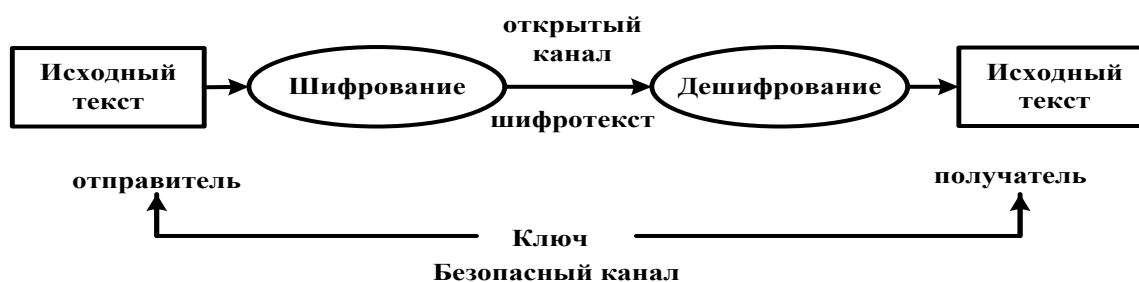 открытый
канал
Исходный
текст
Шифрование
шифротекст
Дешифрование
Исходный
текст
отправитель
получатель
Ключ
Безопасный канал